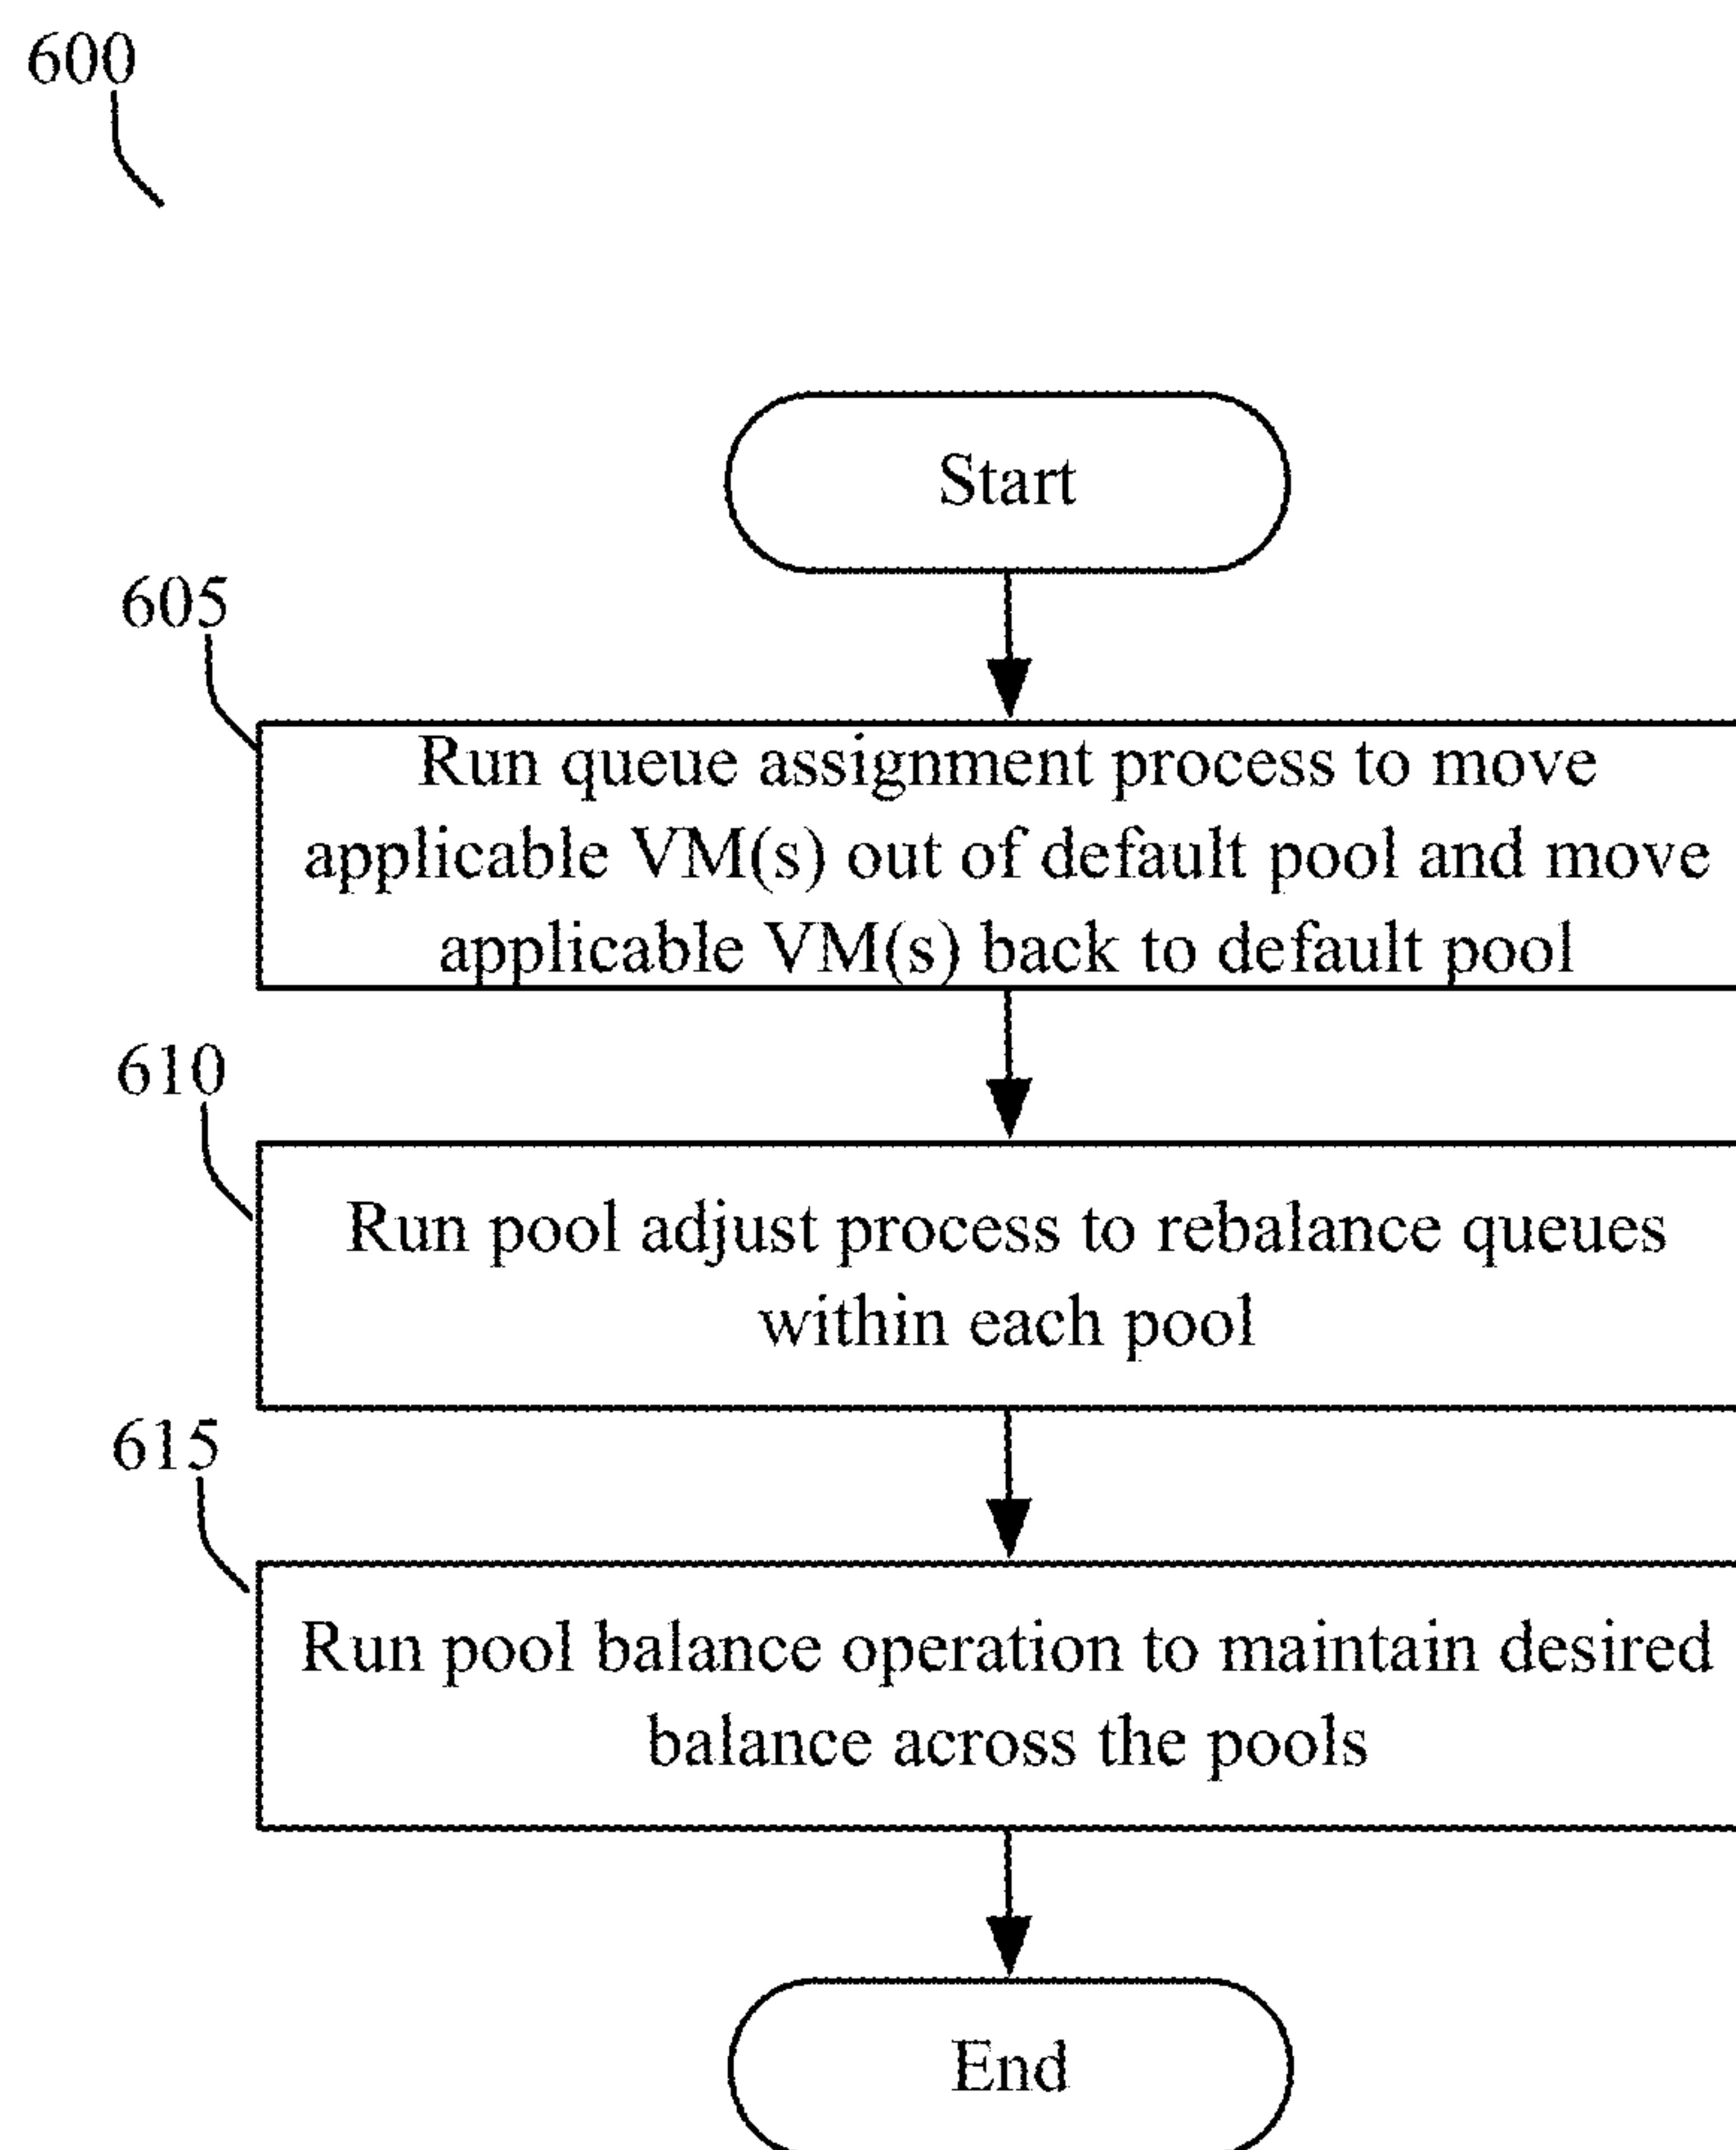 600
Start
605
Run queue assignment process to move
applicable VM(s) out of default pool and move
applicable VM(s) back to default pool
610
Run pool adjust process to rebalance queues
within each pool
615
Run pool balance operation to maintain desired
balance across the pools
End